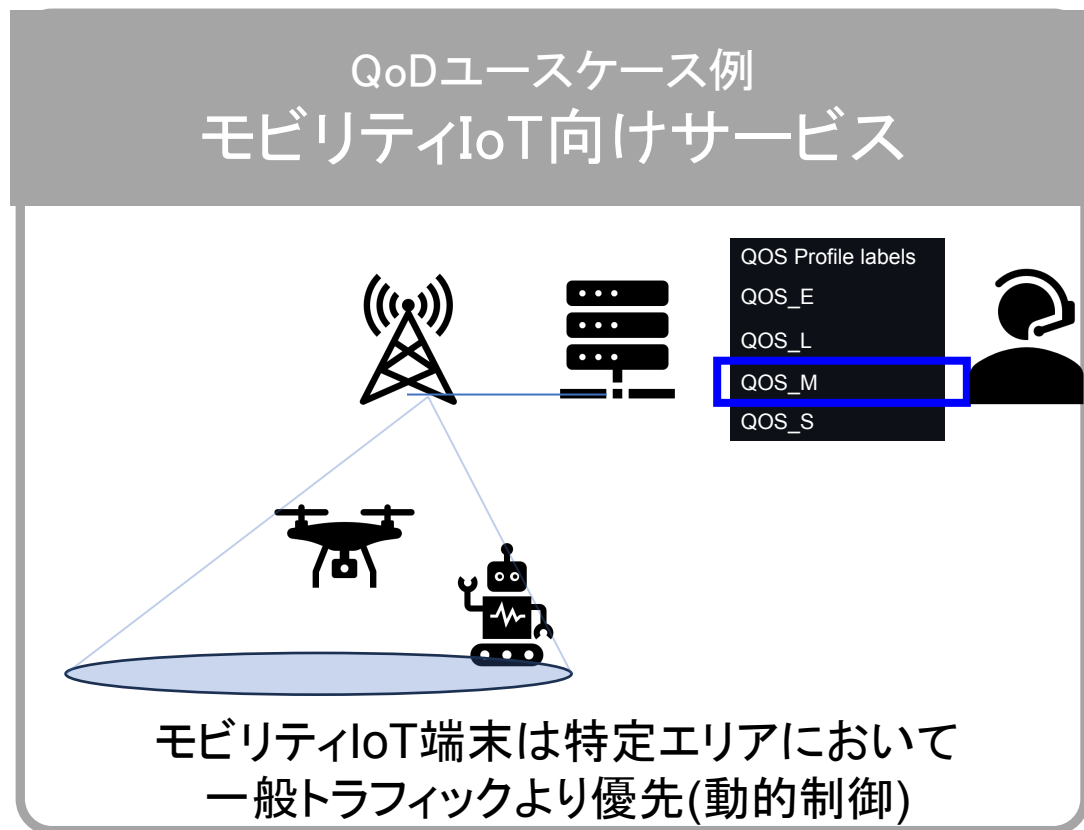 QoDユースケース例
モビリティIoT向けサービス
QOS Profile labels
QOS_E
QOS_L
QOS_M
QOS_S
モビリティIoT端末は特定エリアにおいて
一般トラフィックより優先(動的制御)